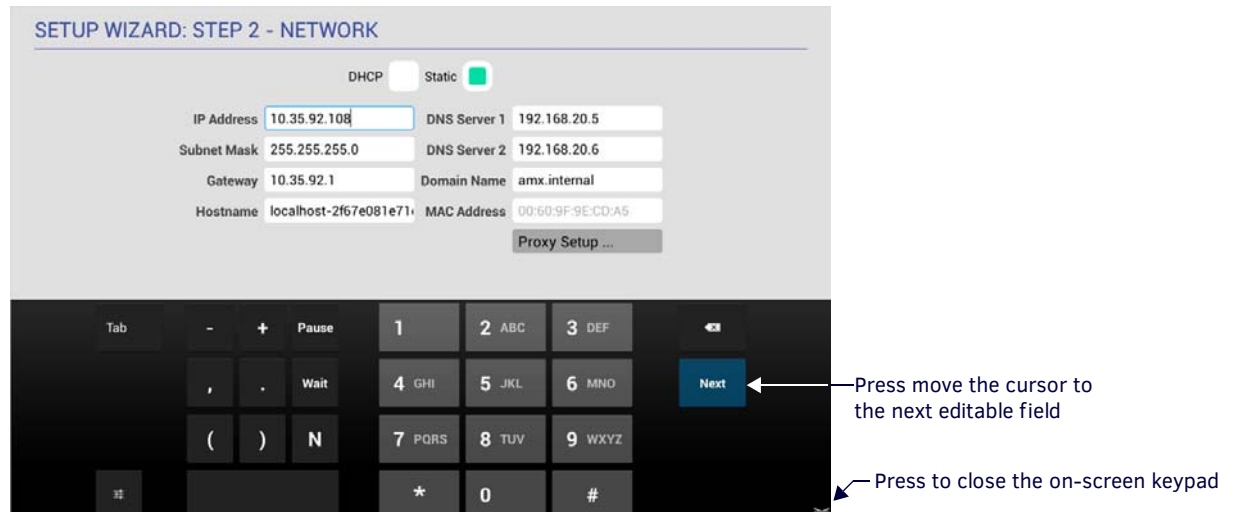 SETUP WIZARD: STEP 2 - NETWORK
DHCP Static
IP Address 10.35.92.108 DNS Server 1 192.168.20.5
Subnet Mask 255.255.255.0 DNS Server 2 192.168.20.6
Gateway 10.35.92.1 Domain Name amx.internal
Hostname localhost-2f67e081e71 MAC Address 00:60:9F:9E:CD:A5
Proxy Setup ...
Tab - + Pause 1 2 ABC 3 DEF
, . Wait 4 GHI 5 JKL 6 MNO Next
( ) N 7 PQRS 8 TUV 9 WXYZ
* 0 #
Press move the cursor to
the next editable field
Press to close the on-screen keypad